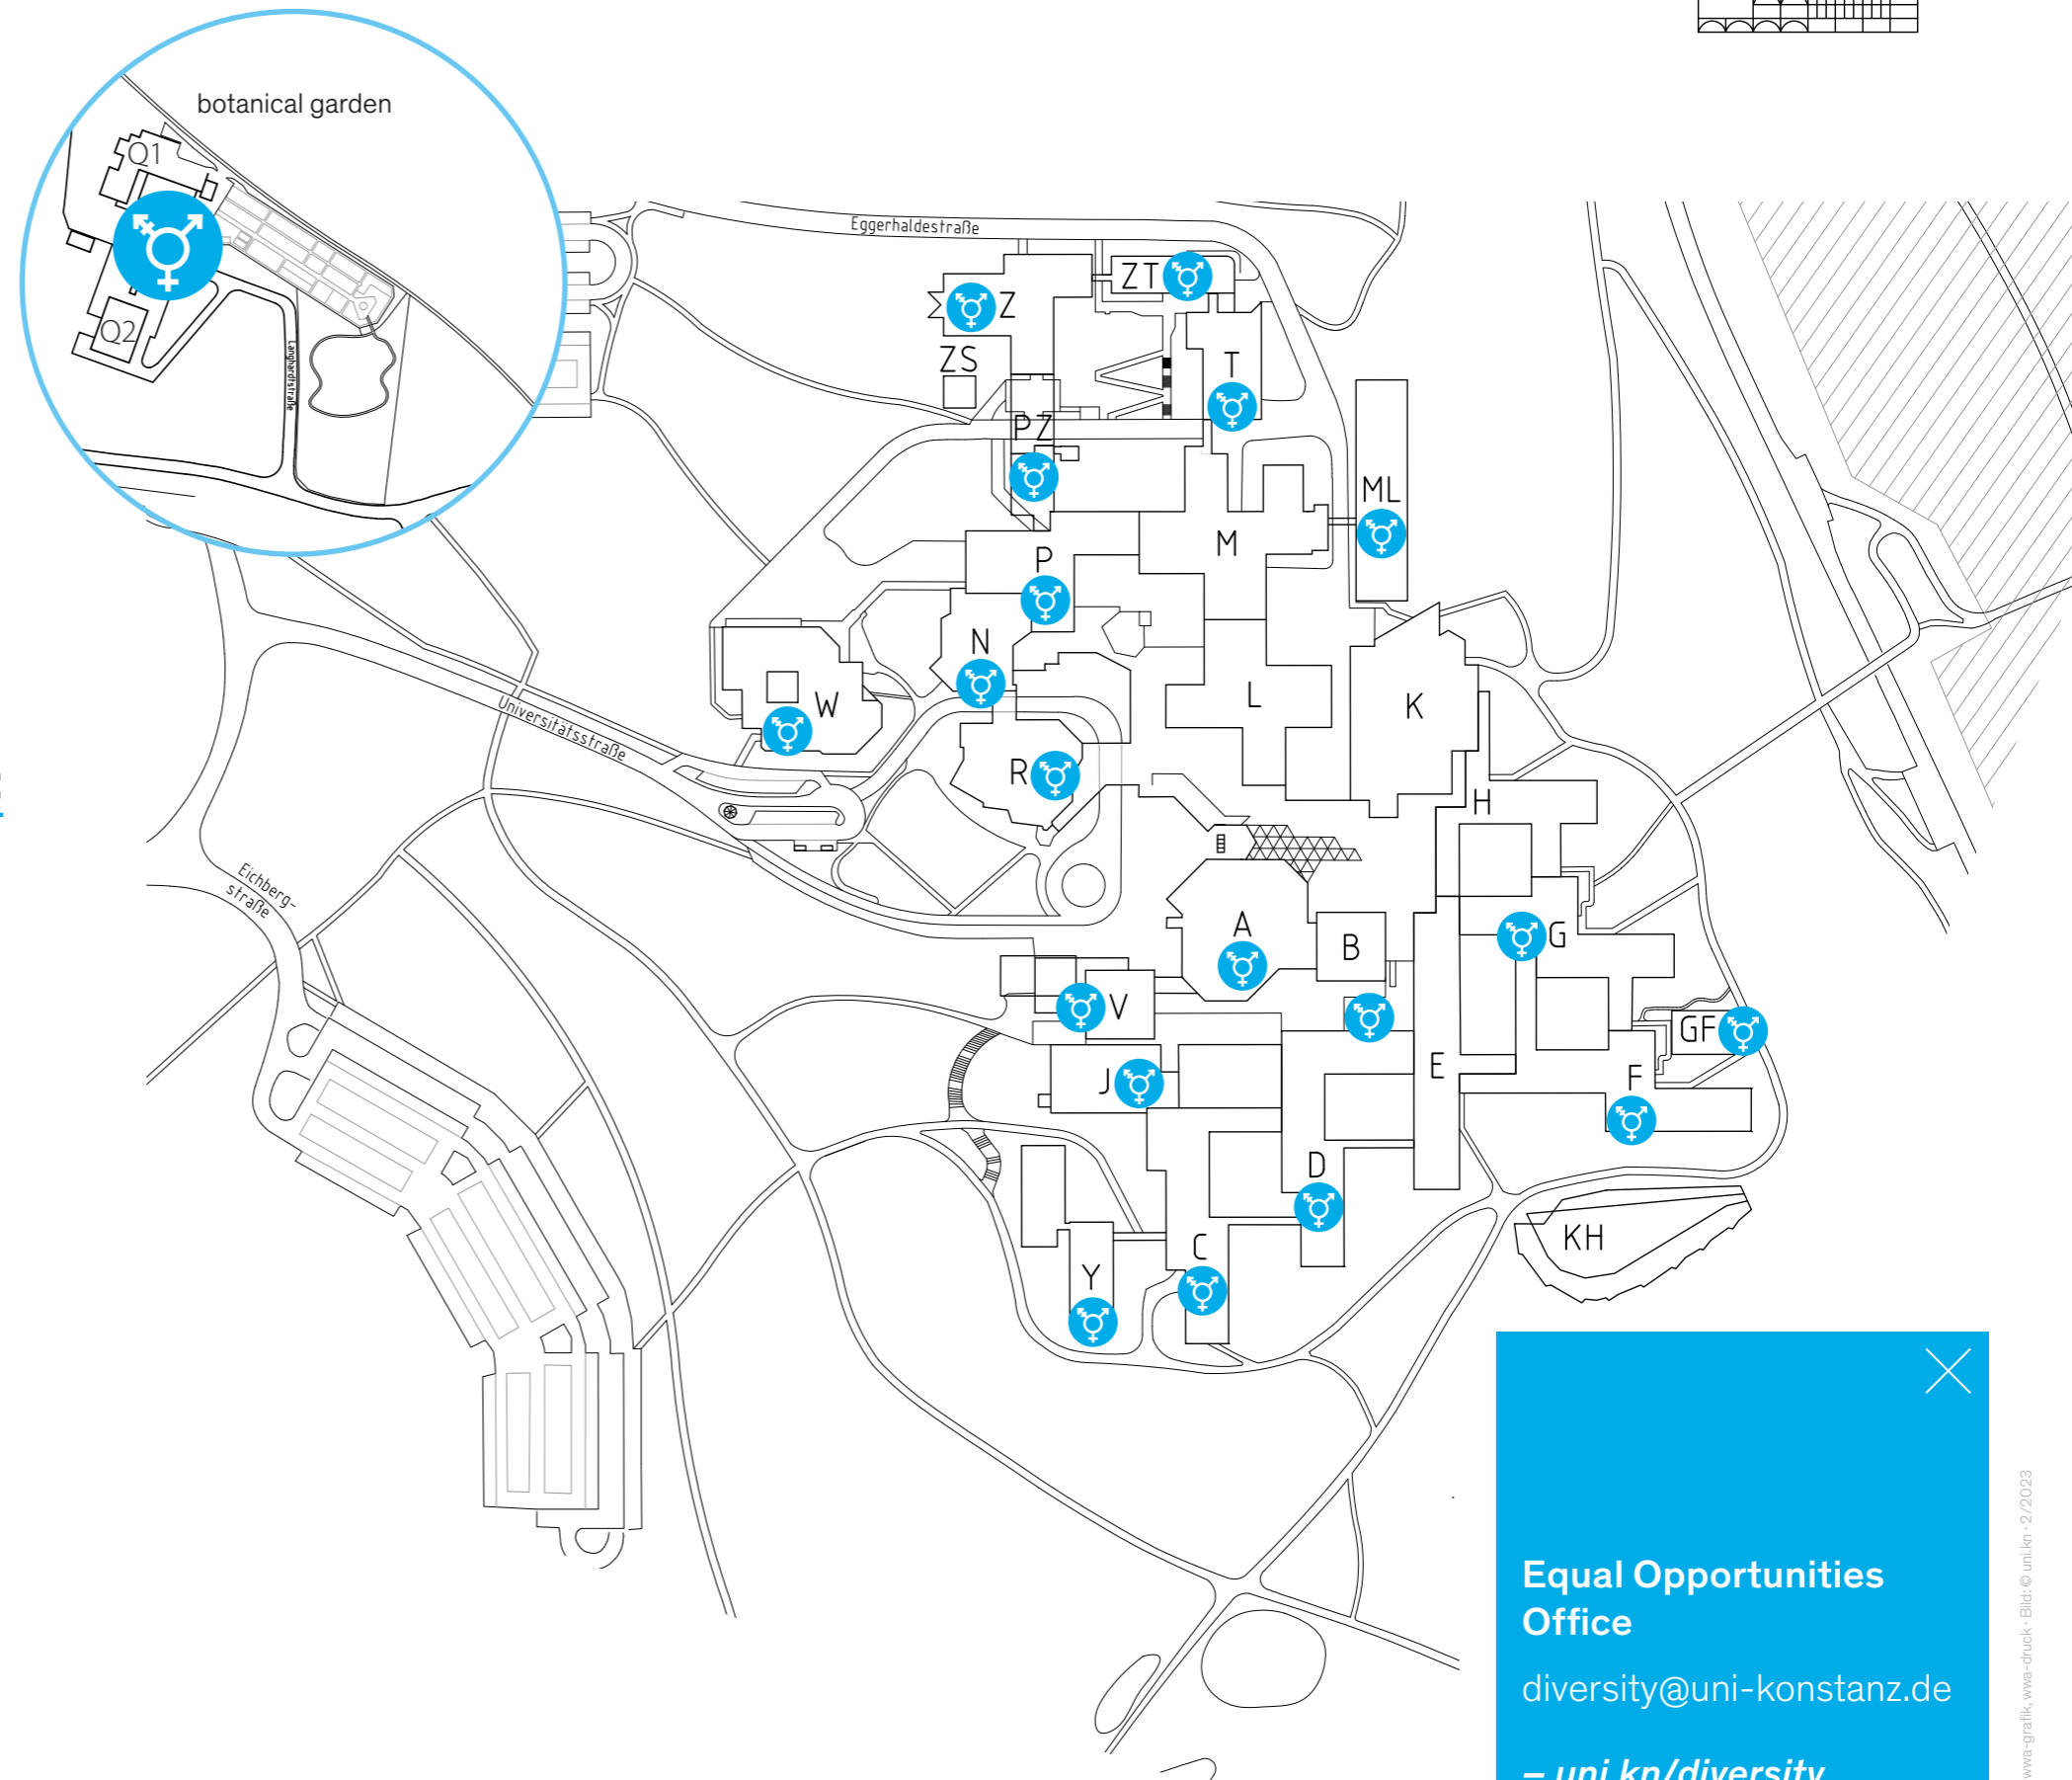 botanical garden
Q1
Q2
Langhardtstraße
Eggerhaldestraße
ZT
Z
ZS
T
PZ
ML
M
P
N
W
L
K
R
H
Universitätsstraße
Eichberg-
straße
A
B
G
V
GF
J
E
F
D
C
Y
KH
Equal Opportunities
Office
diversity@uni-konstanz.de
– uni.kn/diversity
wwa-grafik, wwa-druck · Bild: © uni.kn · 2/2023